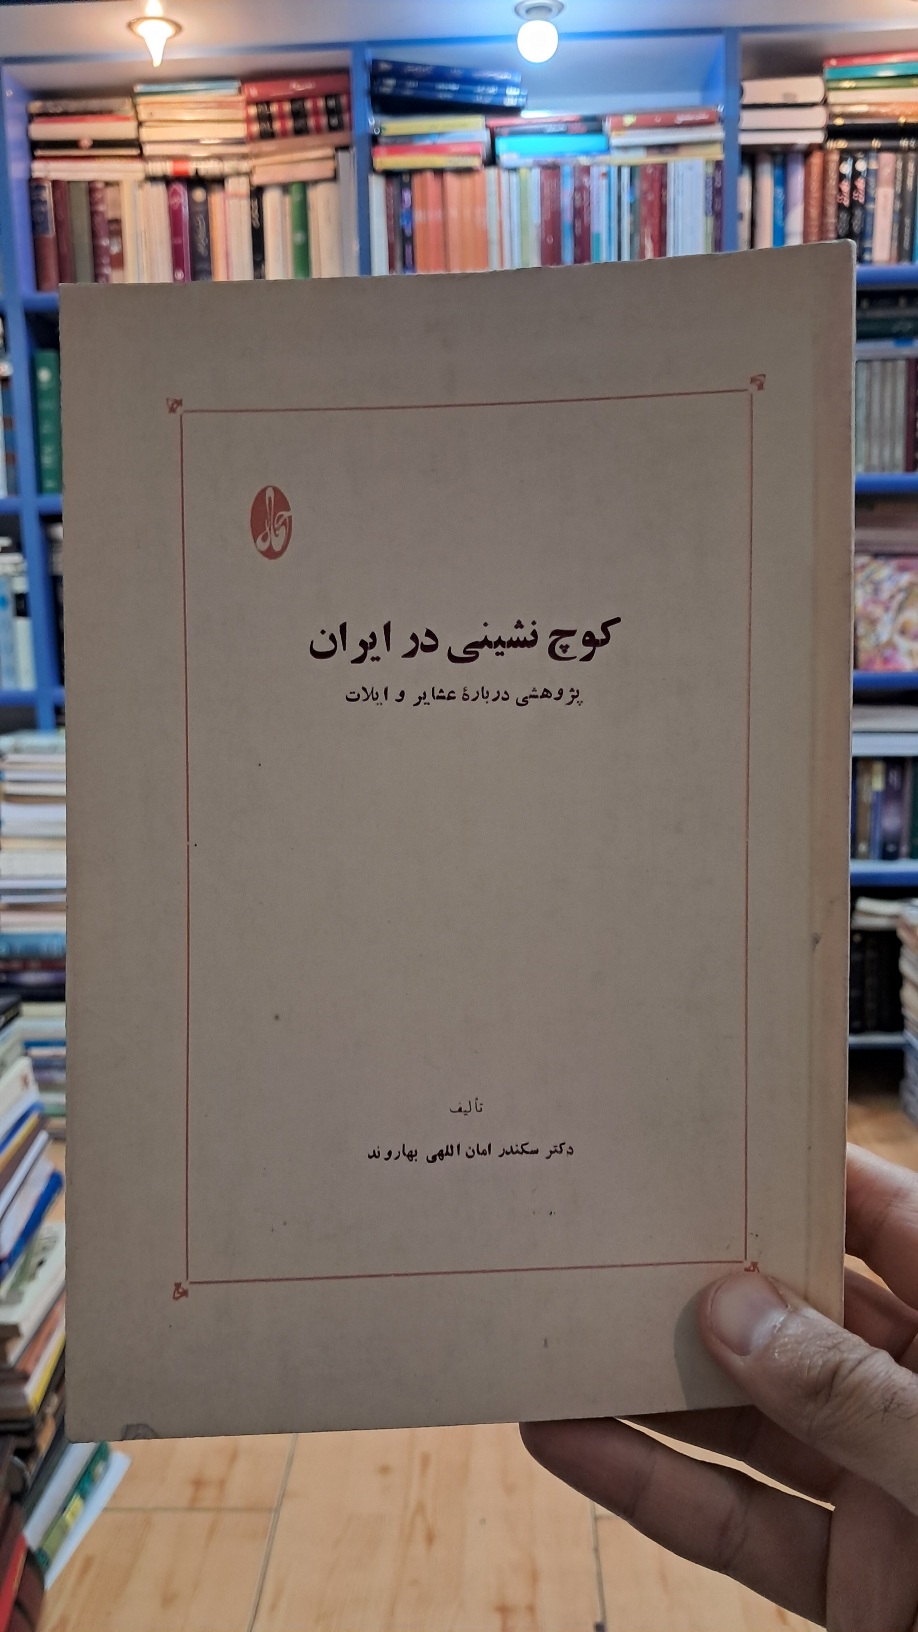 کوچ نشینی در ایران
پژوهشی دربارهٔ عشایر و ایلات
تألیف
دکتر سکندر امان اللهی بهاروند